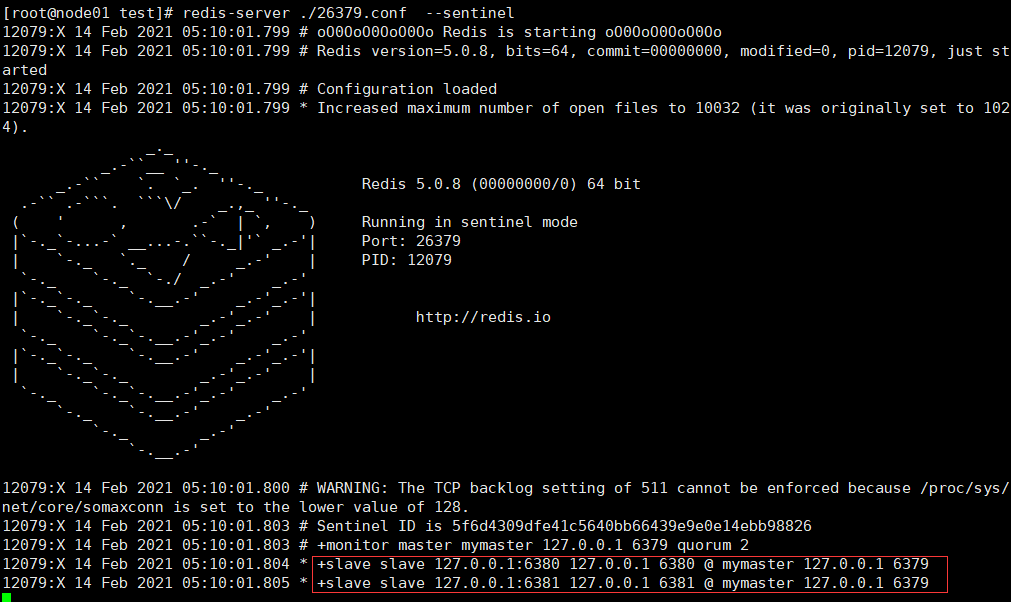 [root@node01 test]# redis-server ./26379.conf  --sentinel
12079:X 14 Feb 2021 05:10:01.799 # oO0OoO0OoO0Oo Redis is starting oO0OoO0OoO0Oo
12079:X 14 Feb 2021 05:10:01.799 # Redis version=5.0.8, bits=64, commit=00000000, modified=0, pid=12079, just st
arted
12079:X 14 Feb 2021 05:10:01.799 # Configuration loaded
12079:X 14 Feb 2021 05:10:01.799 * Increased maximum number of open files to 10032 (it was originally set to 102
4).
Redis 5.0.8 (00000000/0) 64 bit
Running in sentinel mode
Port: 26379
PID: 12079
http://redis.io
12079:X 14 Feb 2021 05:10:01.800 # WARNING: The TCP backlog setting of 511 cannot be enforced because /proc/sys/
net/core/somaxconn is set to the lower value of 128.
12079:X 14 Feb 2021 05:10:01.803 # Sentinel ID is 5f6d4309dfe41c5640bb66439e9e0e14ebb98826
12079:X 14 Feb 2021 05:10:01.803 # +monitor master mymaster 127.0.0.1 6379 quorum 2
12079:X 14 Feb 2021 05:10:01.804 * +slave slave 127.0.0.1:6380 127.0.0.1 6380 @ mymaster 127.0.0.1 6379
12079:X 14 Feb 2021 05:10:01.805 * +slave slave 127.0.0.1:6381 127.0.0.1 6381 @ mymaster 127.0.0.1 6379